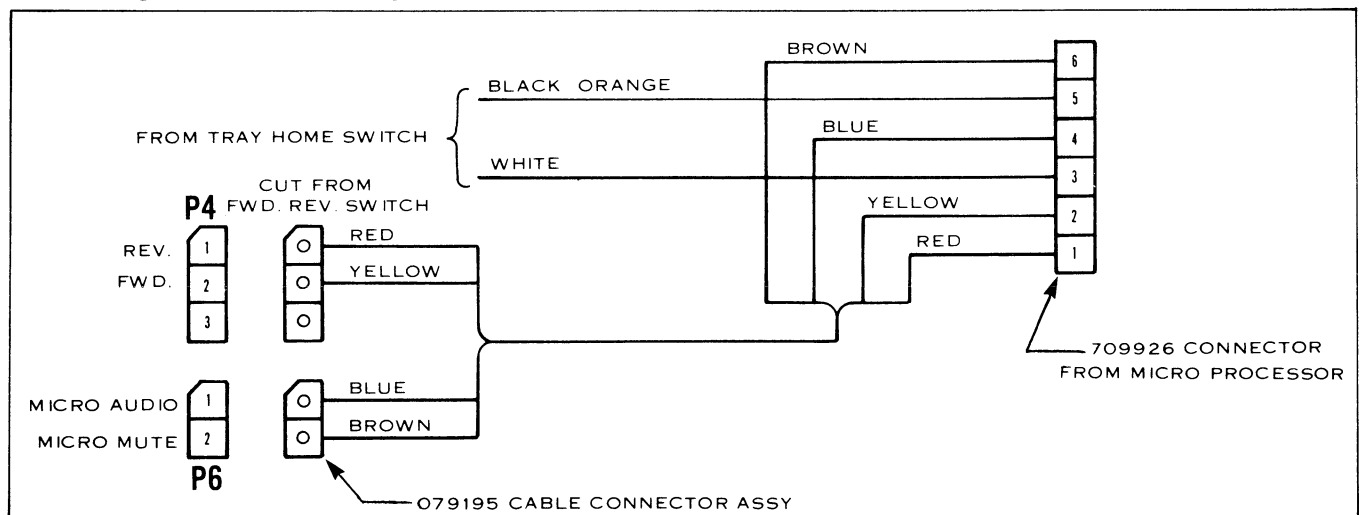 BROWN
6
BLACK ORANGE
5
FROM TRAY HOME SWITCH
BLUE
4
WHITE
3
CUT FROM
FWD. REV. SWITCH
P4
YELLOW
2
RED
1
REV.
1
RED
FWD.
2
YELLOW
3
709926 CONNECTOR
FROM MICRO PROCESSOR
MICRO AUDIO
1
BLUE
MICRO MUTE
2
BROWN
P6
079195 CABLE CONNECTOR ASSY